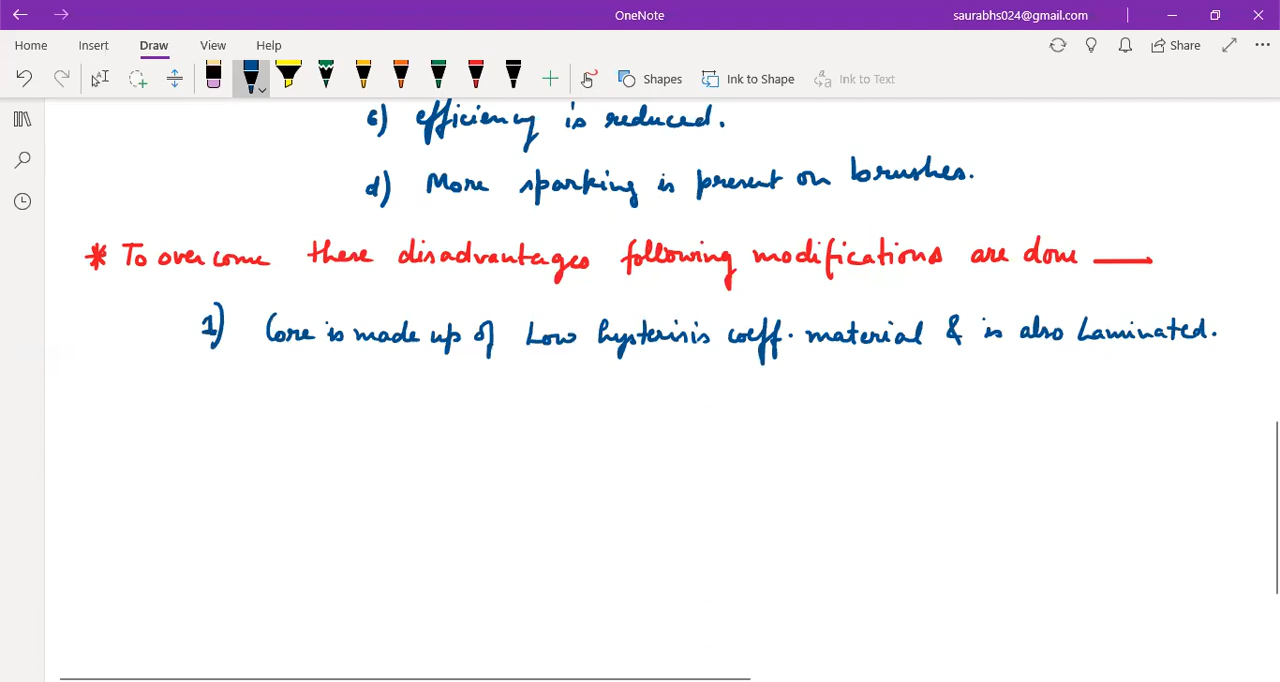 OneNote
saurabhs024@gmail.com
Home Insert Draw View Help
Share
Shapes
Ink to Shape
Ink to Text
c) efficiency is reduced.
d) More sparking is present on brushes.
* To overcome these disadvantages following modifications are done
1) Core is made up of Low hysterisis coeff. material & is also Laminated.